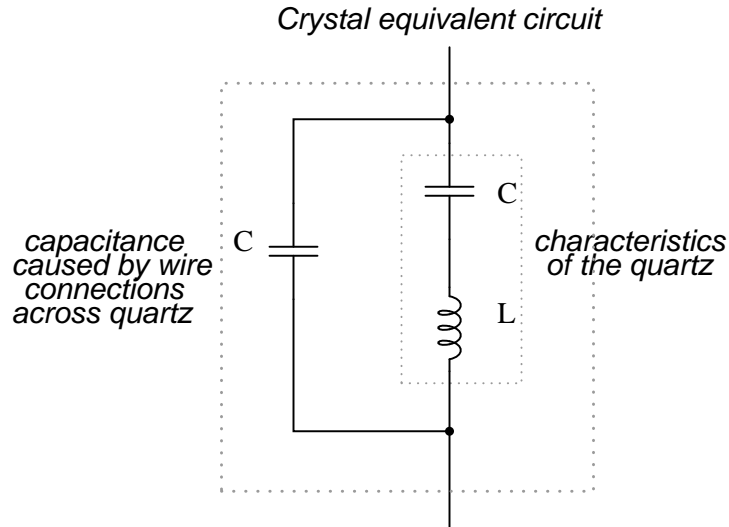 Crystal equivalent circuit
C
capacitance
caused by wire
connections
across quartz
C
L
characteristics
of the quartz